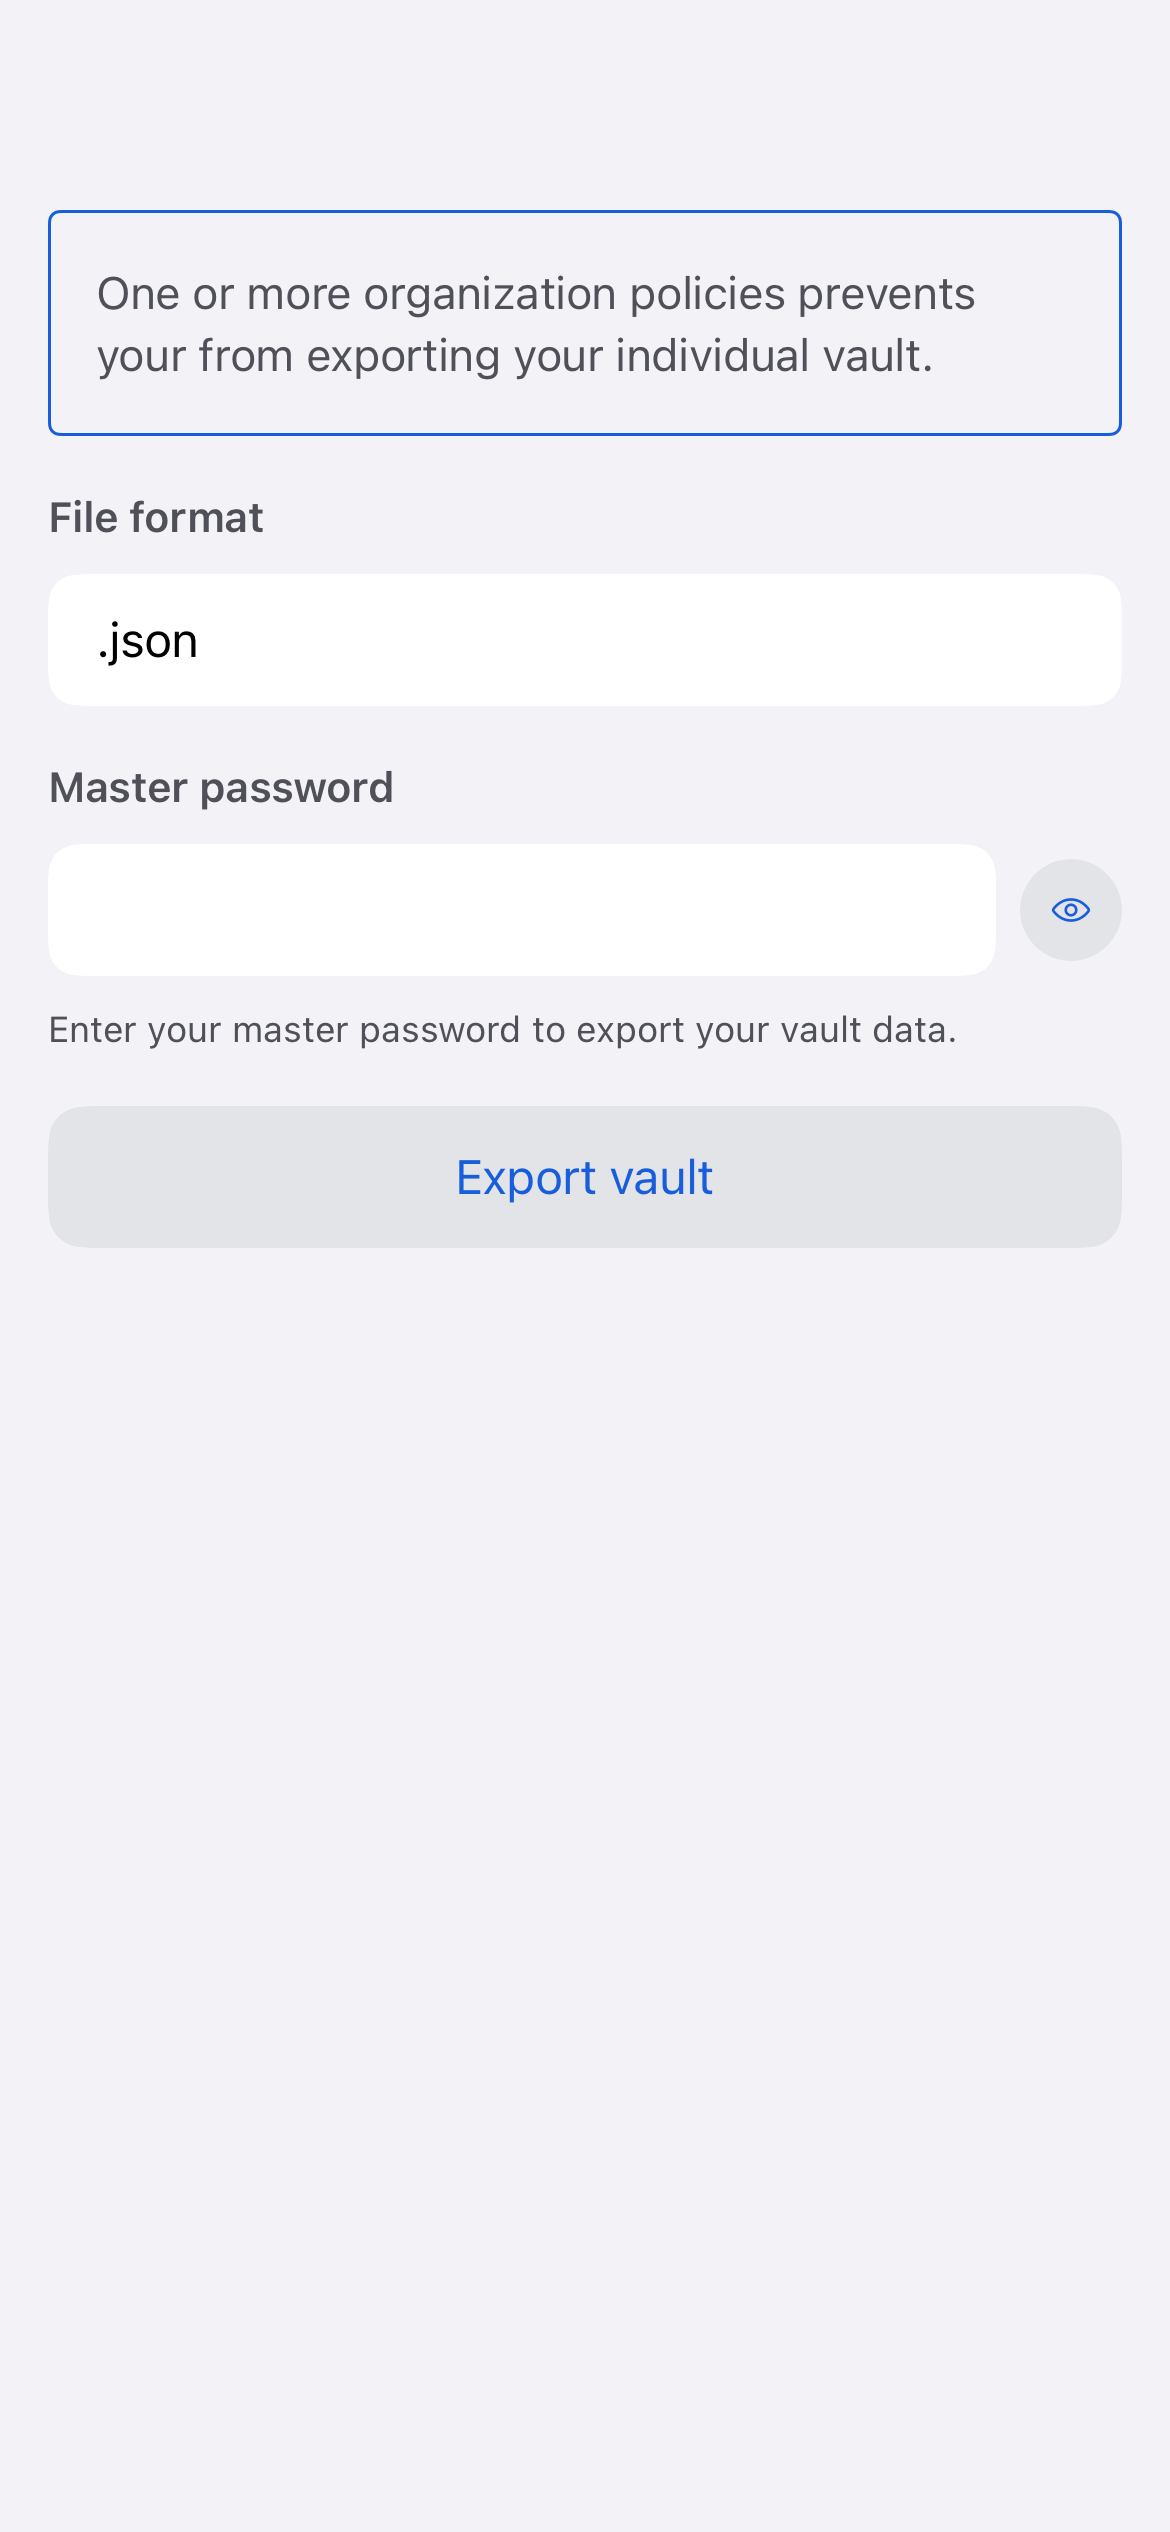 One or more organization policies prevents
your from exporting your individual vault.
File format
.json
Master password
Enter your master password to export your vault data.
Export vault